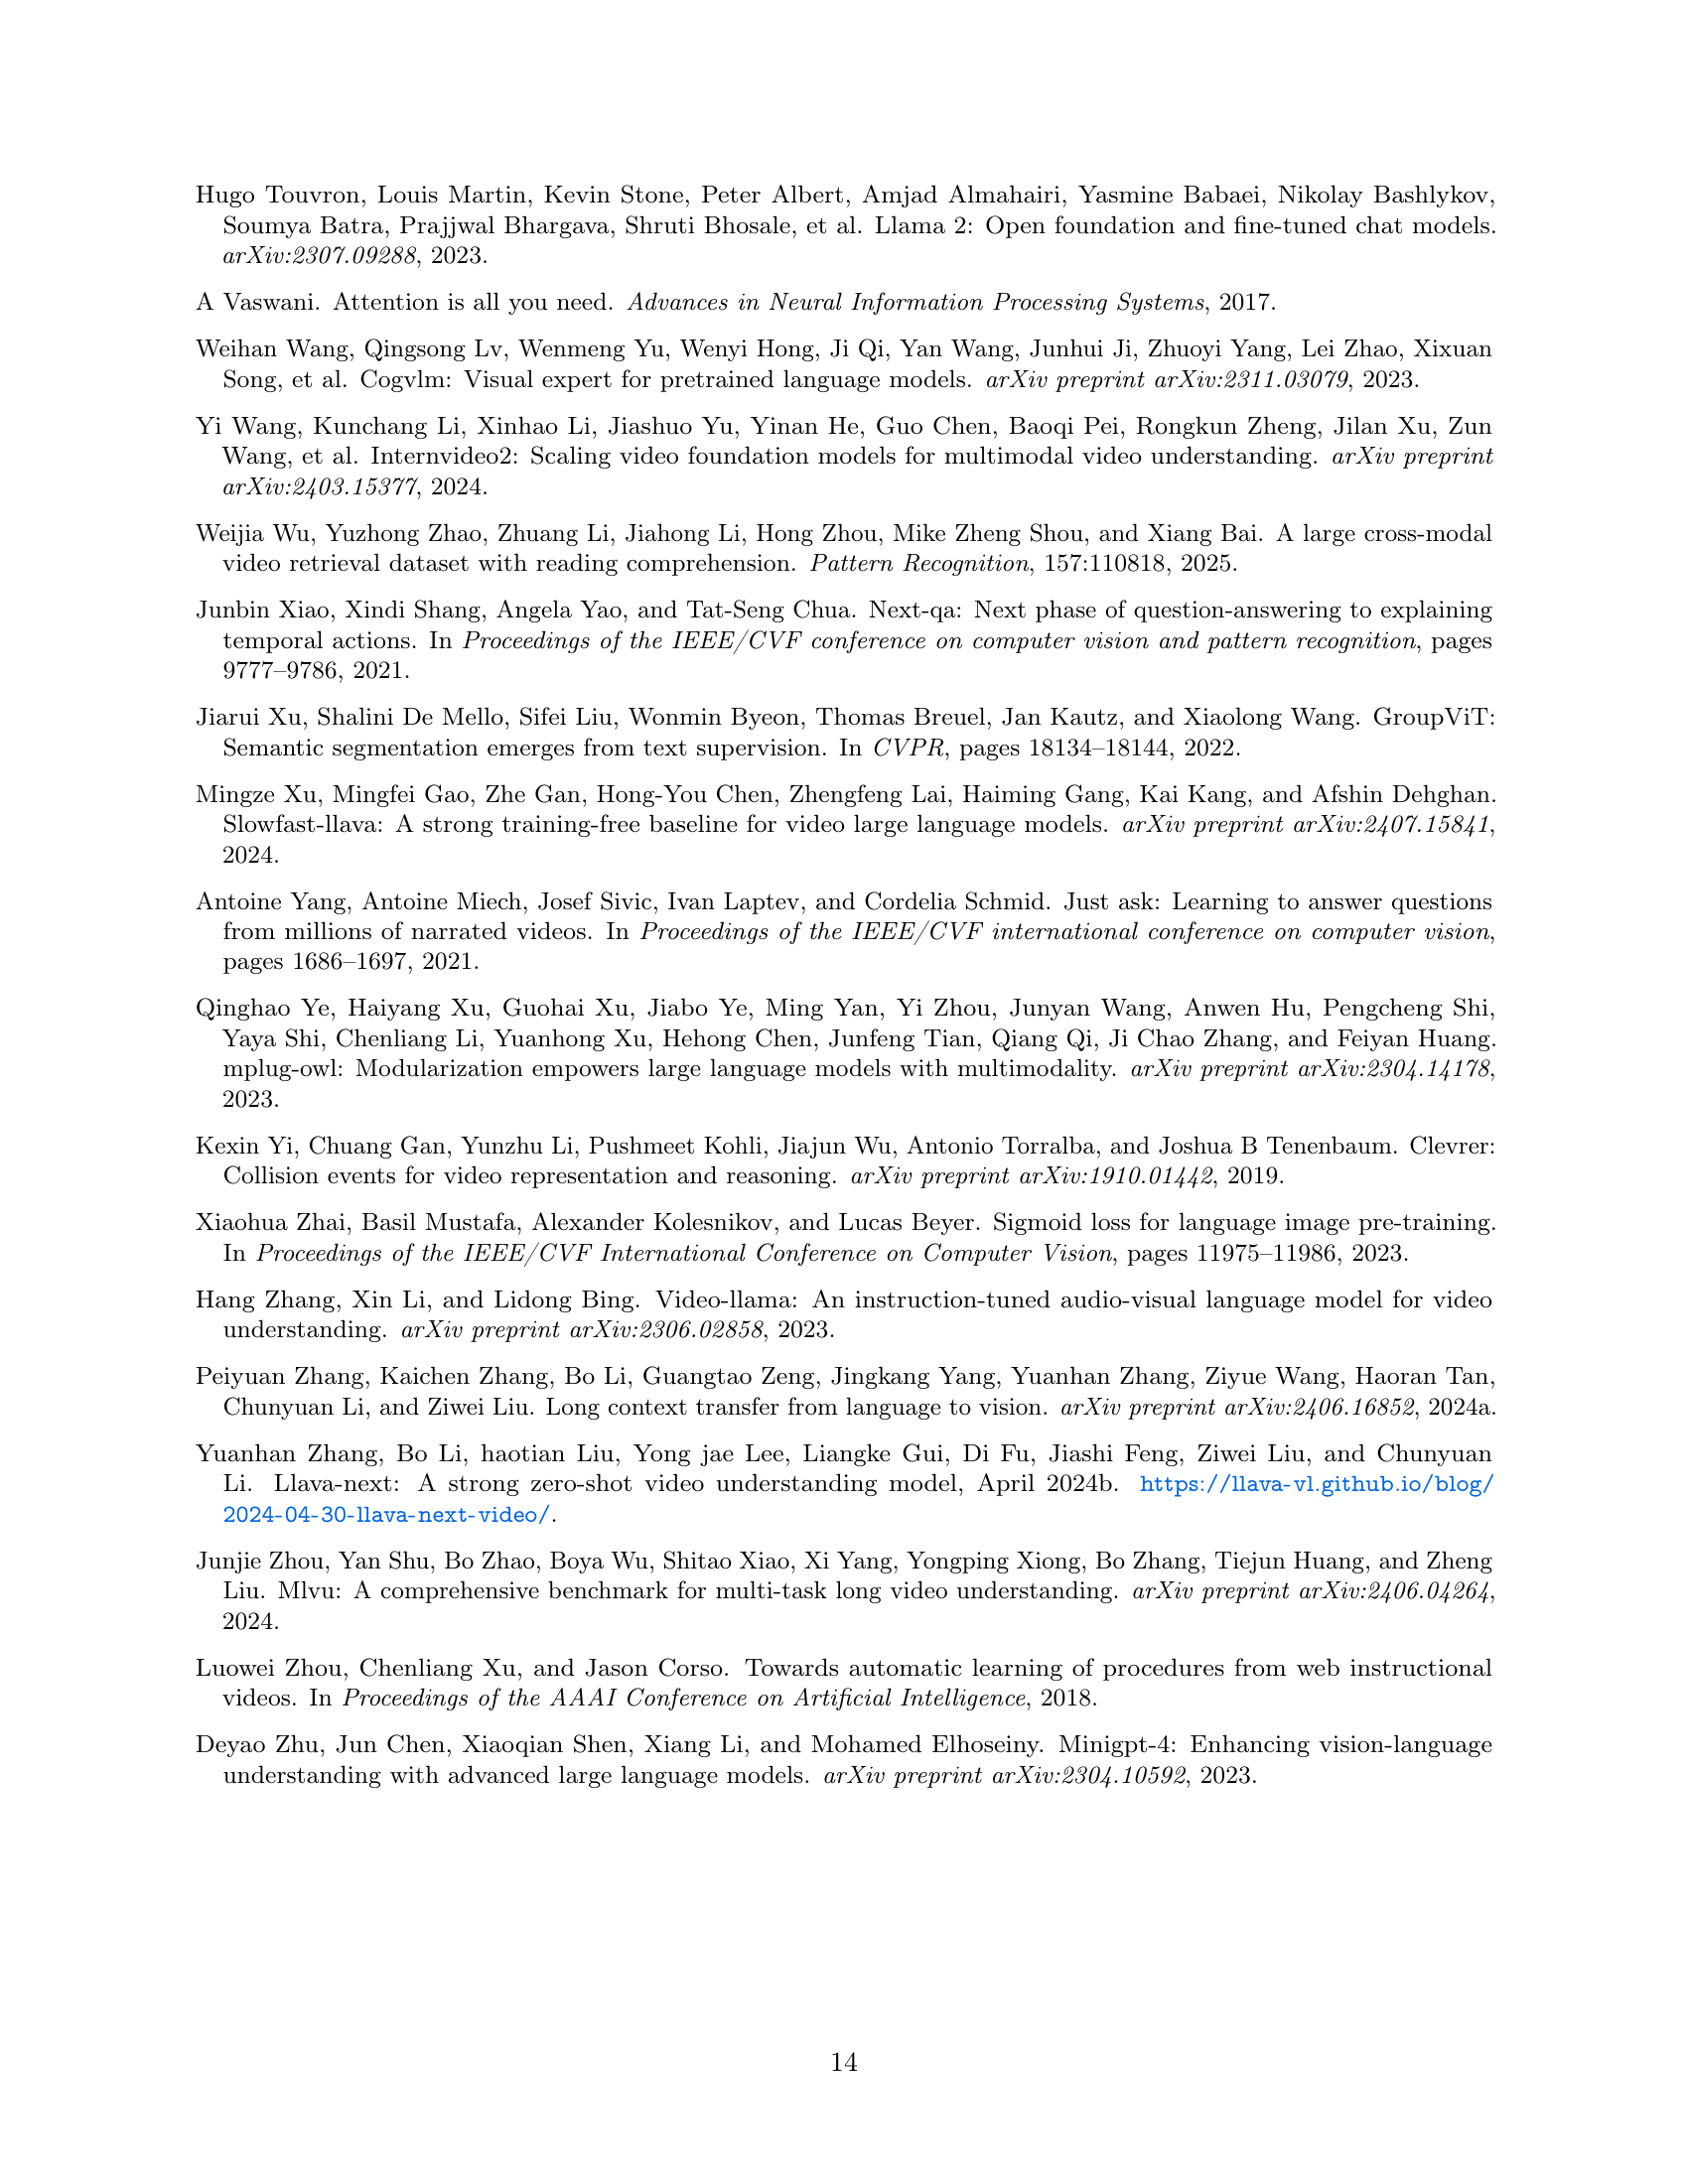 Hugo Touvron, Louis Martin, Kevin Stone, Peter Albert, Amjad Almahairi, Yasmine Babaei, Nikolay Bashlykov,
Soumya Batra, Prajjwal Bhargava, Shruti Bhosale, et al. Llama 2: Open foundation and fine-tuned chat models.
arXiv:2307.09288, 2023.
A Vaswani. Attention is all you need. Advances in Neural Information Processing Systems, 2017.
Weihan Wang, Qingsong Lv, Wenmeng Yu, Wenyi Hong, Ji Qi, Yan Wang, Junhui Ji, Zhuoyi Yang, Lei Zhao, Xixuan
Song, et al. Cogvlm: Visual expert for pretrained language models. arXiv preprint arXiv:2311.03079, 2023.
Yi Wang, Kunchang Li, Xinhao Li, Jiashuo Yu, Yinan He, Guo Chen, Baoqi Pei, Rongkun Zheng, Jilan Xu, Zun
Wang, et al. Internvideo2: Scaling video foundation models for multimodal video understanding. arXiv preprint
arXiv:2403.15377, 2024.
Weijia Wu, Yuzhong Zhao, Zhuang Li, Jiahong Li, Hong Zhou, Mike Zheng Shou, and Xiang Bai. A large cross-modal
video retrieval dataset with reading comprehension. Pattern Recognition, 157:110818, 2025.
Junbin Xiao, Xindi Shang, Angela Yao, and Tat-Seng Chua. Next-qa: Next phase of question-answering to explaining
temporal actions. In Proceedings of the IEEE/CVF conference on computer vision and pattern recognition, pages
9777–9786, 2021.
Jiarui Xu, Shalini De Mello, Sifei Liu, Wonmin Byeon, Thomas Breuel, Jan Kautz, and Xiaolong Wang. GroupViT:
Semantic segmentation emerges from text supervision. In CVPR, pages 18134–18144, 2022.
Mingze Xu, Mingfei Gao, Zhe Gan, Hong-You Chen, Zhengfeng Lai, Haiming Gang, Kai Kang, and Afshin Dehghan.
Slowfast-llava: A strong training-free baseline for video large language models. arXiv preprint arXiv:2407.15841,
2024.
Antoine Yang, Antoine Miech, Josef Sivic, Ivan Laptev, and Cordelia Schmid. Just ask: Learning to answer questions
from millions of narrated videos. In Proceedings of the IEEE/CVF international conference on computer vision,
pages 1686–1697, 2021.
Qinghao Ye, Haiyang Xu, Guohai Xu, Jiabo Ye, Ming Yan, Yi Zhou, Junyan Wang, Anwen Hu, Pengcheng Shi,
Yaya Shi, Chenliang Li, Yuanhong Xu, Hehong Chen, Junfeng Tian, Qiang Qi, Ji Chao Zhang, and Feiyan Huang.
mplug-owl: Modularization empowers large language models with multimodality. arXiv preprint arXiv:2304.14178,
2023.
Kexin Yi, Chuang Gan, Yunzhu Li, Pushmeet Kohli, Jiajun Wu, Antonio Torralba, and Joshua B Tenenbaum. Clevrer:
Collision events for video representation and reasoning. arXiv preprint arXiv:1910.01442, 2019.
Xiaohua Zhai, Basil Mustafa, Alexander Kolesnikov, and Lucas Beyer. Sigmoid loss for language image pre-training.
In Proceedings of the IEEE/CVF International Conference on Computer Vision, pages 11975–11986, 2023.
Hang Zhang, Xin Li, and Lidong Bing. Video-llama: An instruction-tuned audio-visual language model for video
understanding. arXiv preprint arXiv:2306.02858, 2023.
Peiyuan Zhang, Kaichen Zhang, Bo Li, Guangtao Zeng, Jingkang Yang, Yuanhan Zhang, Ziyue Wang, Haoran Tan,
Chunyuan Li, and Ziwei Liu. Long context transfer from language to vision. arXiv preprint arXiv:2406.16852, 2024a.
Yuanhan Zhang, Bo Li, haotian Liu, Yong jae Lee, Liangke Gui, Di Fu, Jiashi Feng, Ziwei Liu, and Chunyuan
Li. Llava-next: A strong zero-shot video understanding model, April 2024b. https://llava-vl.github.io/blog/
2024-04-30-llava-next-video/.
Junjie Zhou, Yan Shu, Bo Zhao, Boya Wu, Shitao Xiao, Xi Yang, Yongping Xiong, Bo Zhang, Tiejun Huang, and Zheng
Liu. Mlvu: A comprehensive benchmark for multi-task long video understanding. arXiv preprint arXiv:2406.04264,
2024.
Luowei Zhou, Chenliang Xu, and Jason Corso. Towards automatic learning of procedures from web instructional
videos. In Proceedings of the AAAI Conference on Artificial Intelligence, 2018.
Deyao Zhu, Jun Chen, Xiaoqian Shen, Xiang Li, and Mohamed Elhoseiny. Minigpt-4: Enhancing vision-language
understanding with advanced large language models. arXiv preprint arXiv:2304.10592, 2023.
14